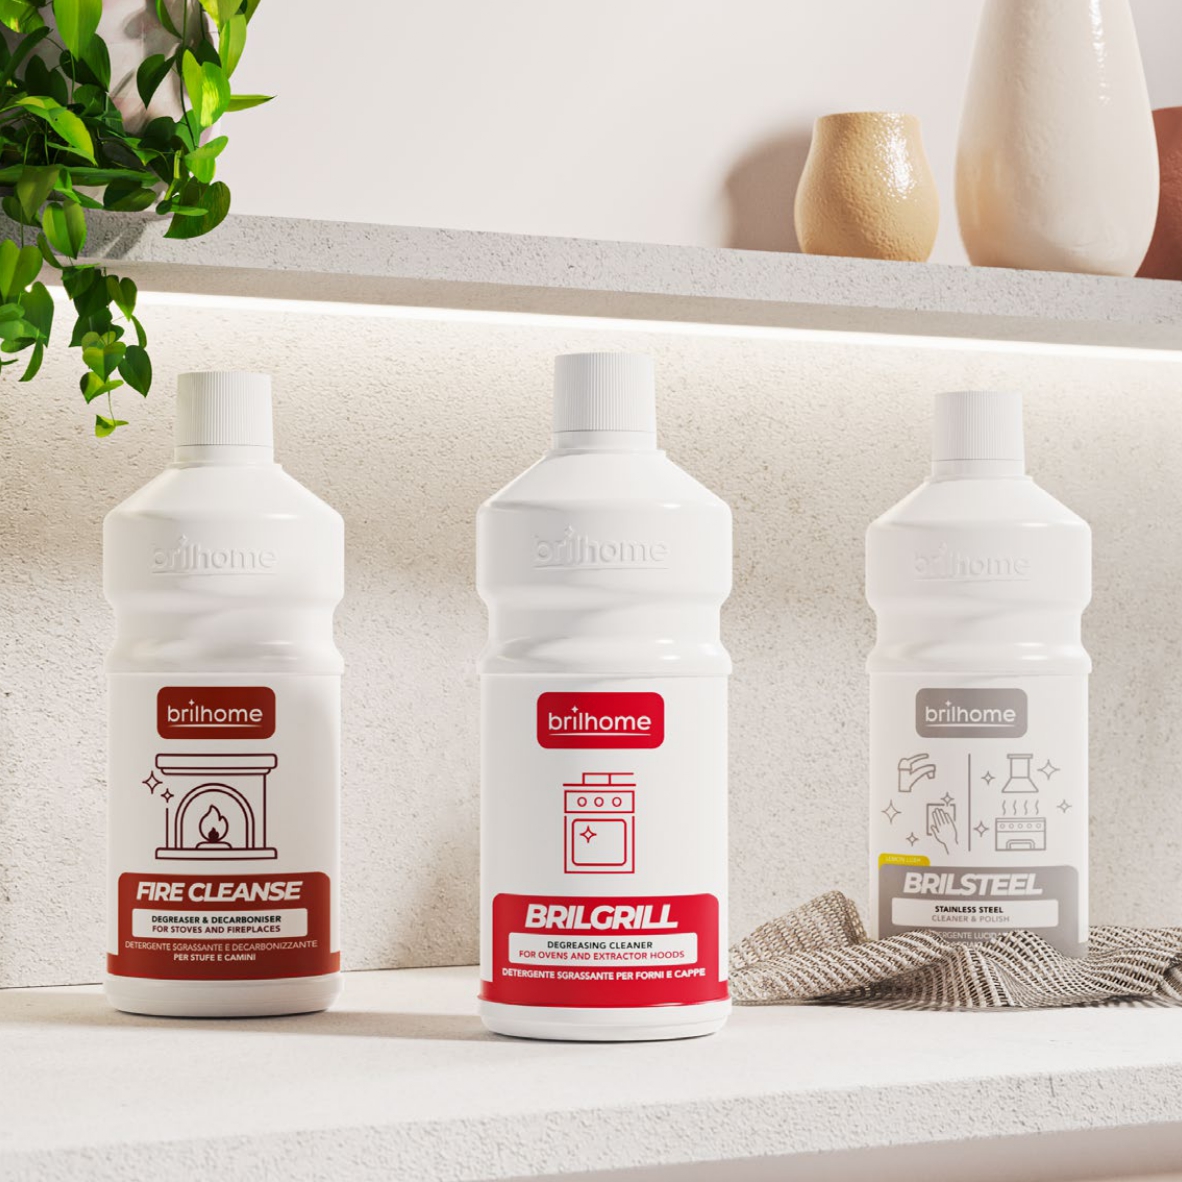 brilhome
brilhome
FIRE CLEANSE
DEGREASER & DECARBONISER
FOR STOVES AND FIREPLACES
DETERGENTE SGRASSANTE E DECARBONIZZANTE
PER STUFE E CAMINI
brilhome
brilhome
BRILGRILL
DEGREASING CLEANER
FOR OVENS AND EXTRACTOR HOODS
DETERGENTE SGRASSANTE PER FORNI E CAPPE
brilhome
brilhome
BRILSTEEL
STAINLESS STEEL
CLEANER & POLISH